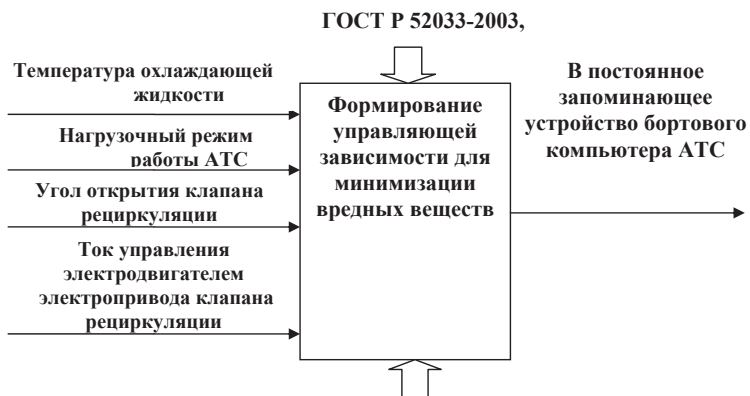 ГОСТ Р 52033-2003,
Температура охлаждающей
жидкости
Нагрузочный режим
работы АТС
Угол открытия клапана
рециркуляции
Ток управления
электродвигателем
электропривода клапана
рециркуляции
Формирование
управляющей
зависимости для
минимизации
вредных веществ
В постоянное
запоминающее
устройство бортового
компьютера АТС